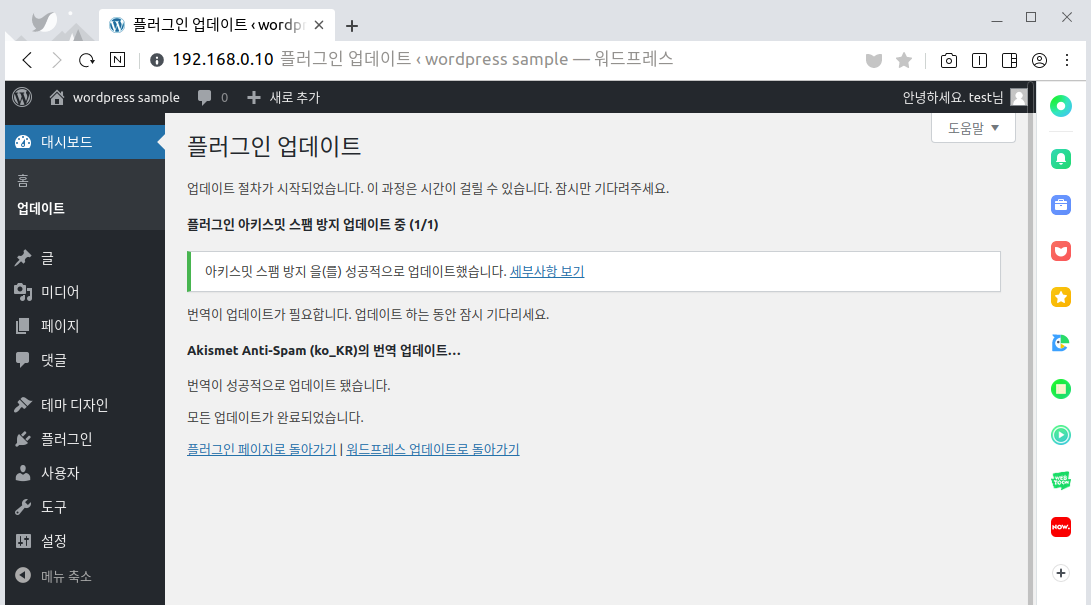 플러그인 업데이트 ‹ wordpr
192.168.0.10 플러그인 업데이트 ‹ wordpress sample — 워드프레스
wordpress sample 0 새로 추가
안녕하세요. test님
대시보드
홈
업데이트
글
미디어
페이지
댓글
테마 디자인
플러그인
사용자
도구
설정
메뉴 축소
도움말
플러그인 업데이트
업데이트 절차가 시작되었습니다. 이 과정은 시간이 걸릴 수 있습니다. 잠시만 기다려주세요.
플러그인 아키스밋 스팸 방지 업데이트 중 (1/1)
아키스밋 스팸 방지 을(를) 성공적으로 업데이트했습니다. 세부사항 보기
번역이 업데이트가 필요합니다. 업데이트 하는 동안 잠시 기다리세요.
Akismet Anti-Spam (ko_KR)의 번역 업데이트…
번역이 성공적으로 업데이트 됐습니다.
모든 업데이트가 완료되었습니다.
플러그인 페이지로 돌아가기 | 워드프레스 업데이트로 돌아가기
WEB
TOON
NOW.